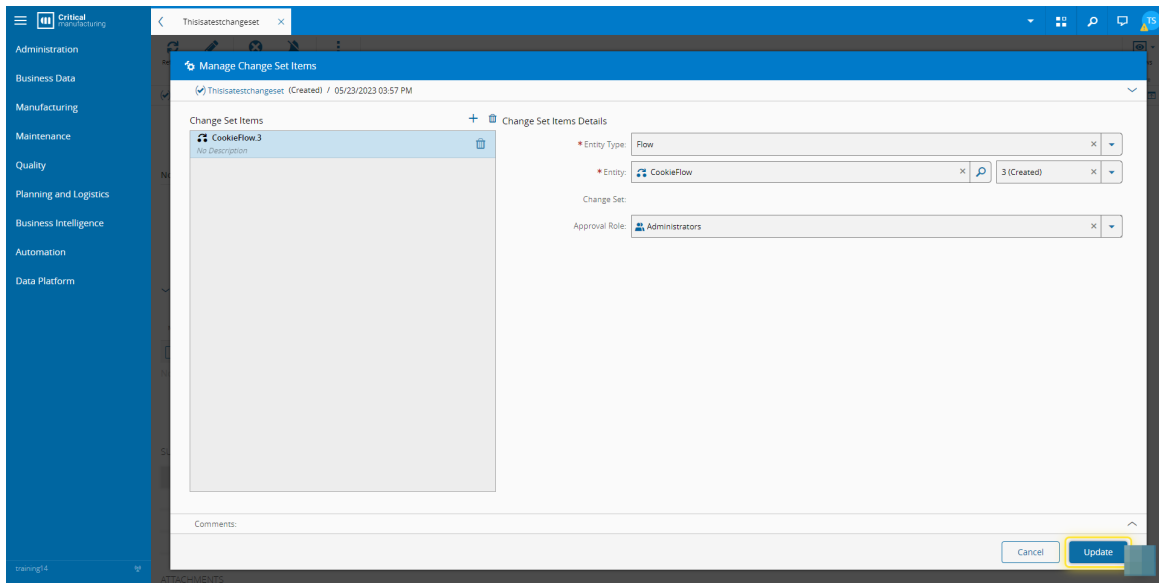 Critical
manufacturing
Thisisatestchangeset
TS
Administration
Business Data
Manufacturing
Maintenance
Quality
Planning and Logistics
Business Intelligence
Automation
Data Platform
training14
Manage Change Set Items
Thisisatestchangeset (Created) / 05/23/2023 03:57 PM
Change Set Items
CookieFlow.3
No Description
Change Set Items Details
* Entity Type: Flow
* Entity: CookieFlow 3 (Created)
Change Set:
Approval Role: Administrators
Comments:
Cancel Update
ATTACHMENTS